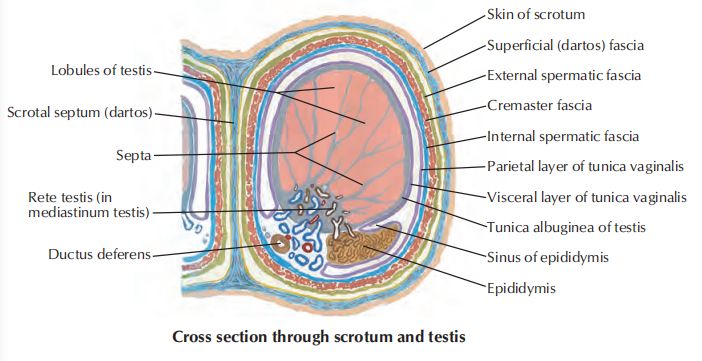 Lobules of testis
Scrotal septum (dartos)
Septa
Rete testis (in
mediastinum testis)
Ductus deferens
Skin of scrotum
Superficial (dartos) fascia
External spermatic fascia
Cremaster fascia
Internal spermatic fascia
Parietal layer of tunica vaginalis
Visceral layer of tunica vaginalis
Tunica albuginea of testis
Sinus of epididymis
Epididymis
Cross section through scrotum and testis